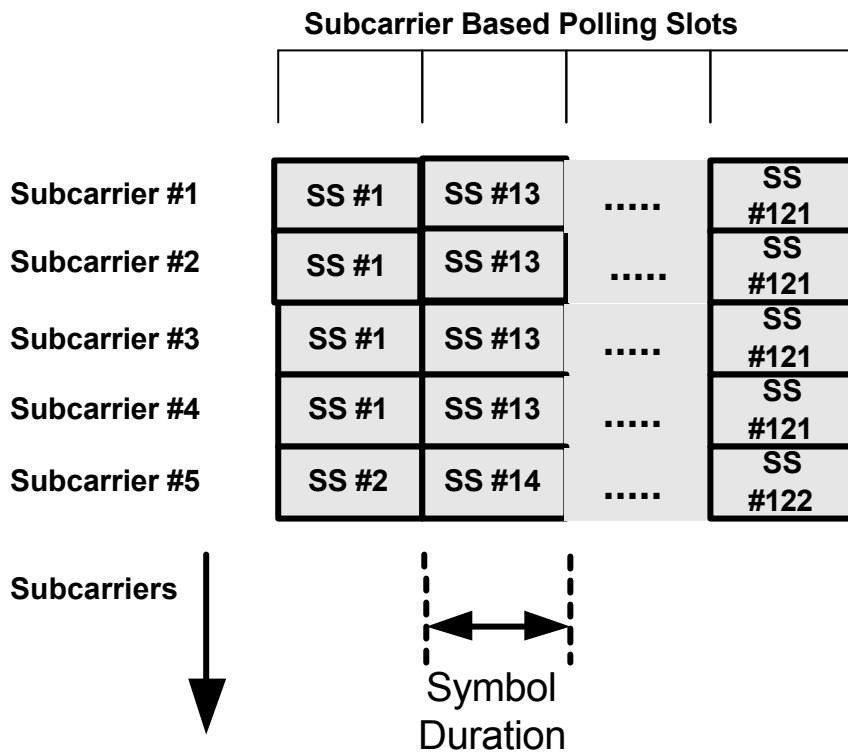 Subcarrier Based Polling Slots
Subcarrier #1 SS #1 SS #13 ..... SS #121
Subcarrier #2 SS #1 SS #13 ..... SS #121
Subcarrier #3 SS #1 SS #13 ..... SS #121
Subcarrier #4 SS #1 SS #13 ..... SS #121
Subcarrier #5 SS #2 SS #14 ..... SS #122
Subcarriers
Symbol
Duration